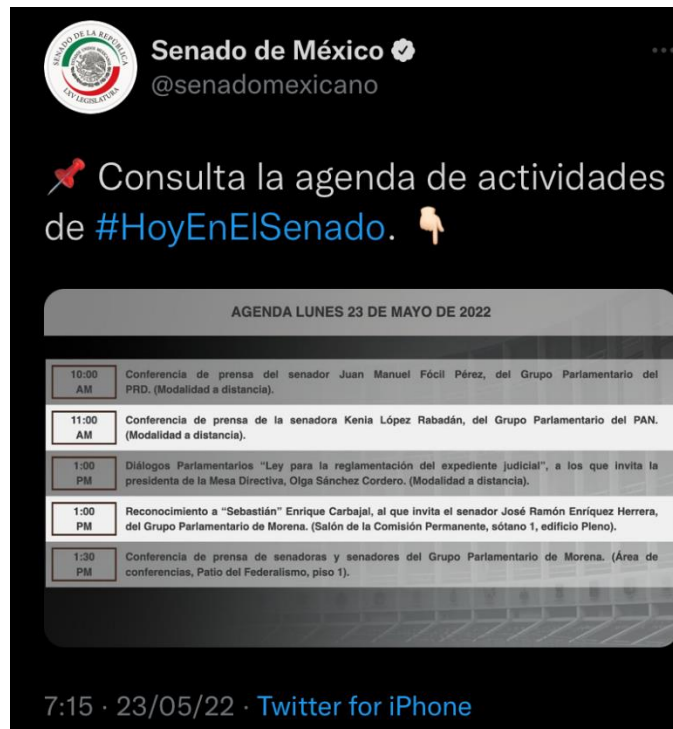 SENADO DE LA REPÚBLICA
LXV LEGISLATURA
Senado de México
@senadomexicano
📌 Consulta la agenda de actividades
de #HoyEnElSenado. 👇🏻
AGENDA LUNES 23 DE MAYO DE 2022
10:00
AM
Conferencia de prensa del senador Juan Manuel Fócil Pérez, del Grupo Parlamentario del
PRD. (Modalidad a distancia).
11:00
AM
Conferencia de prensa de la senadora Kenia López Rabadán, del Grupo Parlamentario del PAN.
(Modalidad a distancia).
1:00
PM
Diálogos Parlamentarios “Ley para la reglamentación del expediente judicial”, a los que invita la
presidenta de la Mesa Directiva, Olga Sánchez Cordero. (Modalidad a distancia).
1:00
PM
Reconocimiento a “Sebastián” Enrique Carbajal, al que invita el senador José Ramón Enríquez Herrera,
del Grupo Parlamentario de Morena. (Salón de la Comisión Permanente, sótano 1, edificio Pleno).
1:30
PM
Conferencia de prensa de senadoras y senadores del Grupo Parlamentario de Morena. (Área de
conferencias, Patio del Federalismo, piso 1).
7:15 · 23/05/22 · Twitter for iPhone